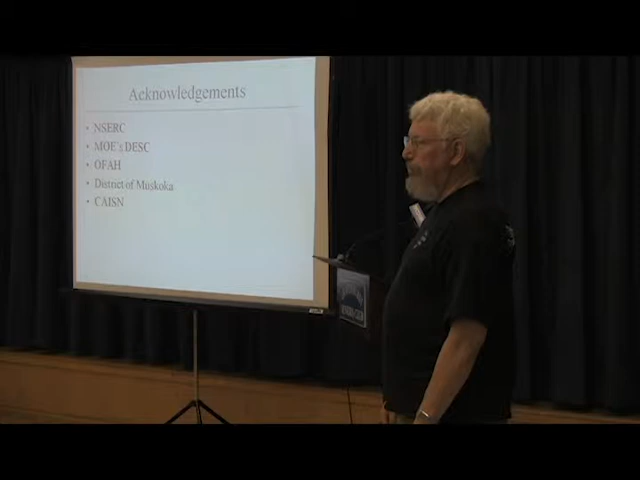 Acknowledgements
• NSERC
• MOE's DESC
• OFAH
• District of Muskoka
• CAISN